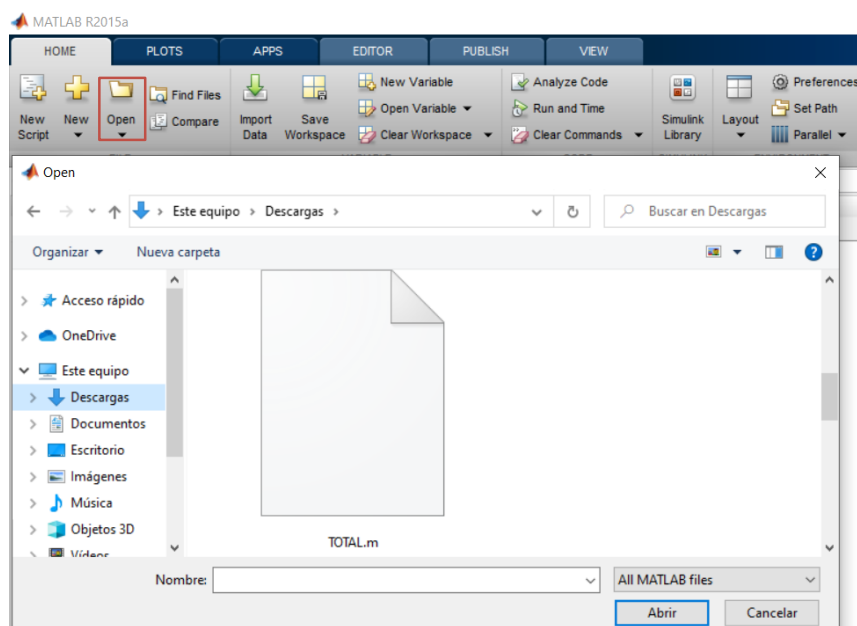 MATLAB R2015a
HOME PLOTS APPS EDITOR PUBLISH VIEW
New Script
New
Open
Find Files
Compare
Import Data
Save Workspace
New Variable
Open Variable
Clear Workspace
Analyze Code
Run and Time
Clear Commands
Simulink Library
Layout
Preferences
Set Path
Parallel
Open
Este equipo > Descargas >
Buscar en Descargas
Organizar
Nueva carpeta
Acceso rápido
OneDrive
Este equipo
Descargas
Documentos
Escritorio
Imágenes
Música
Objetos 3D
TOTAL.m
Nombre:
All MATLAB files
Abrir
Cancelar